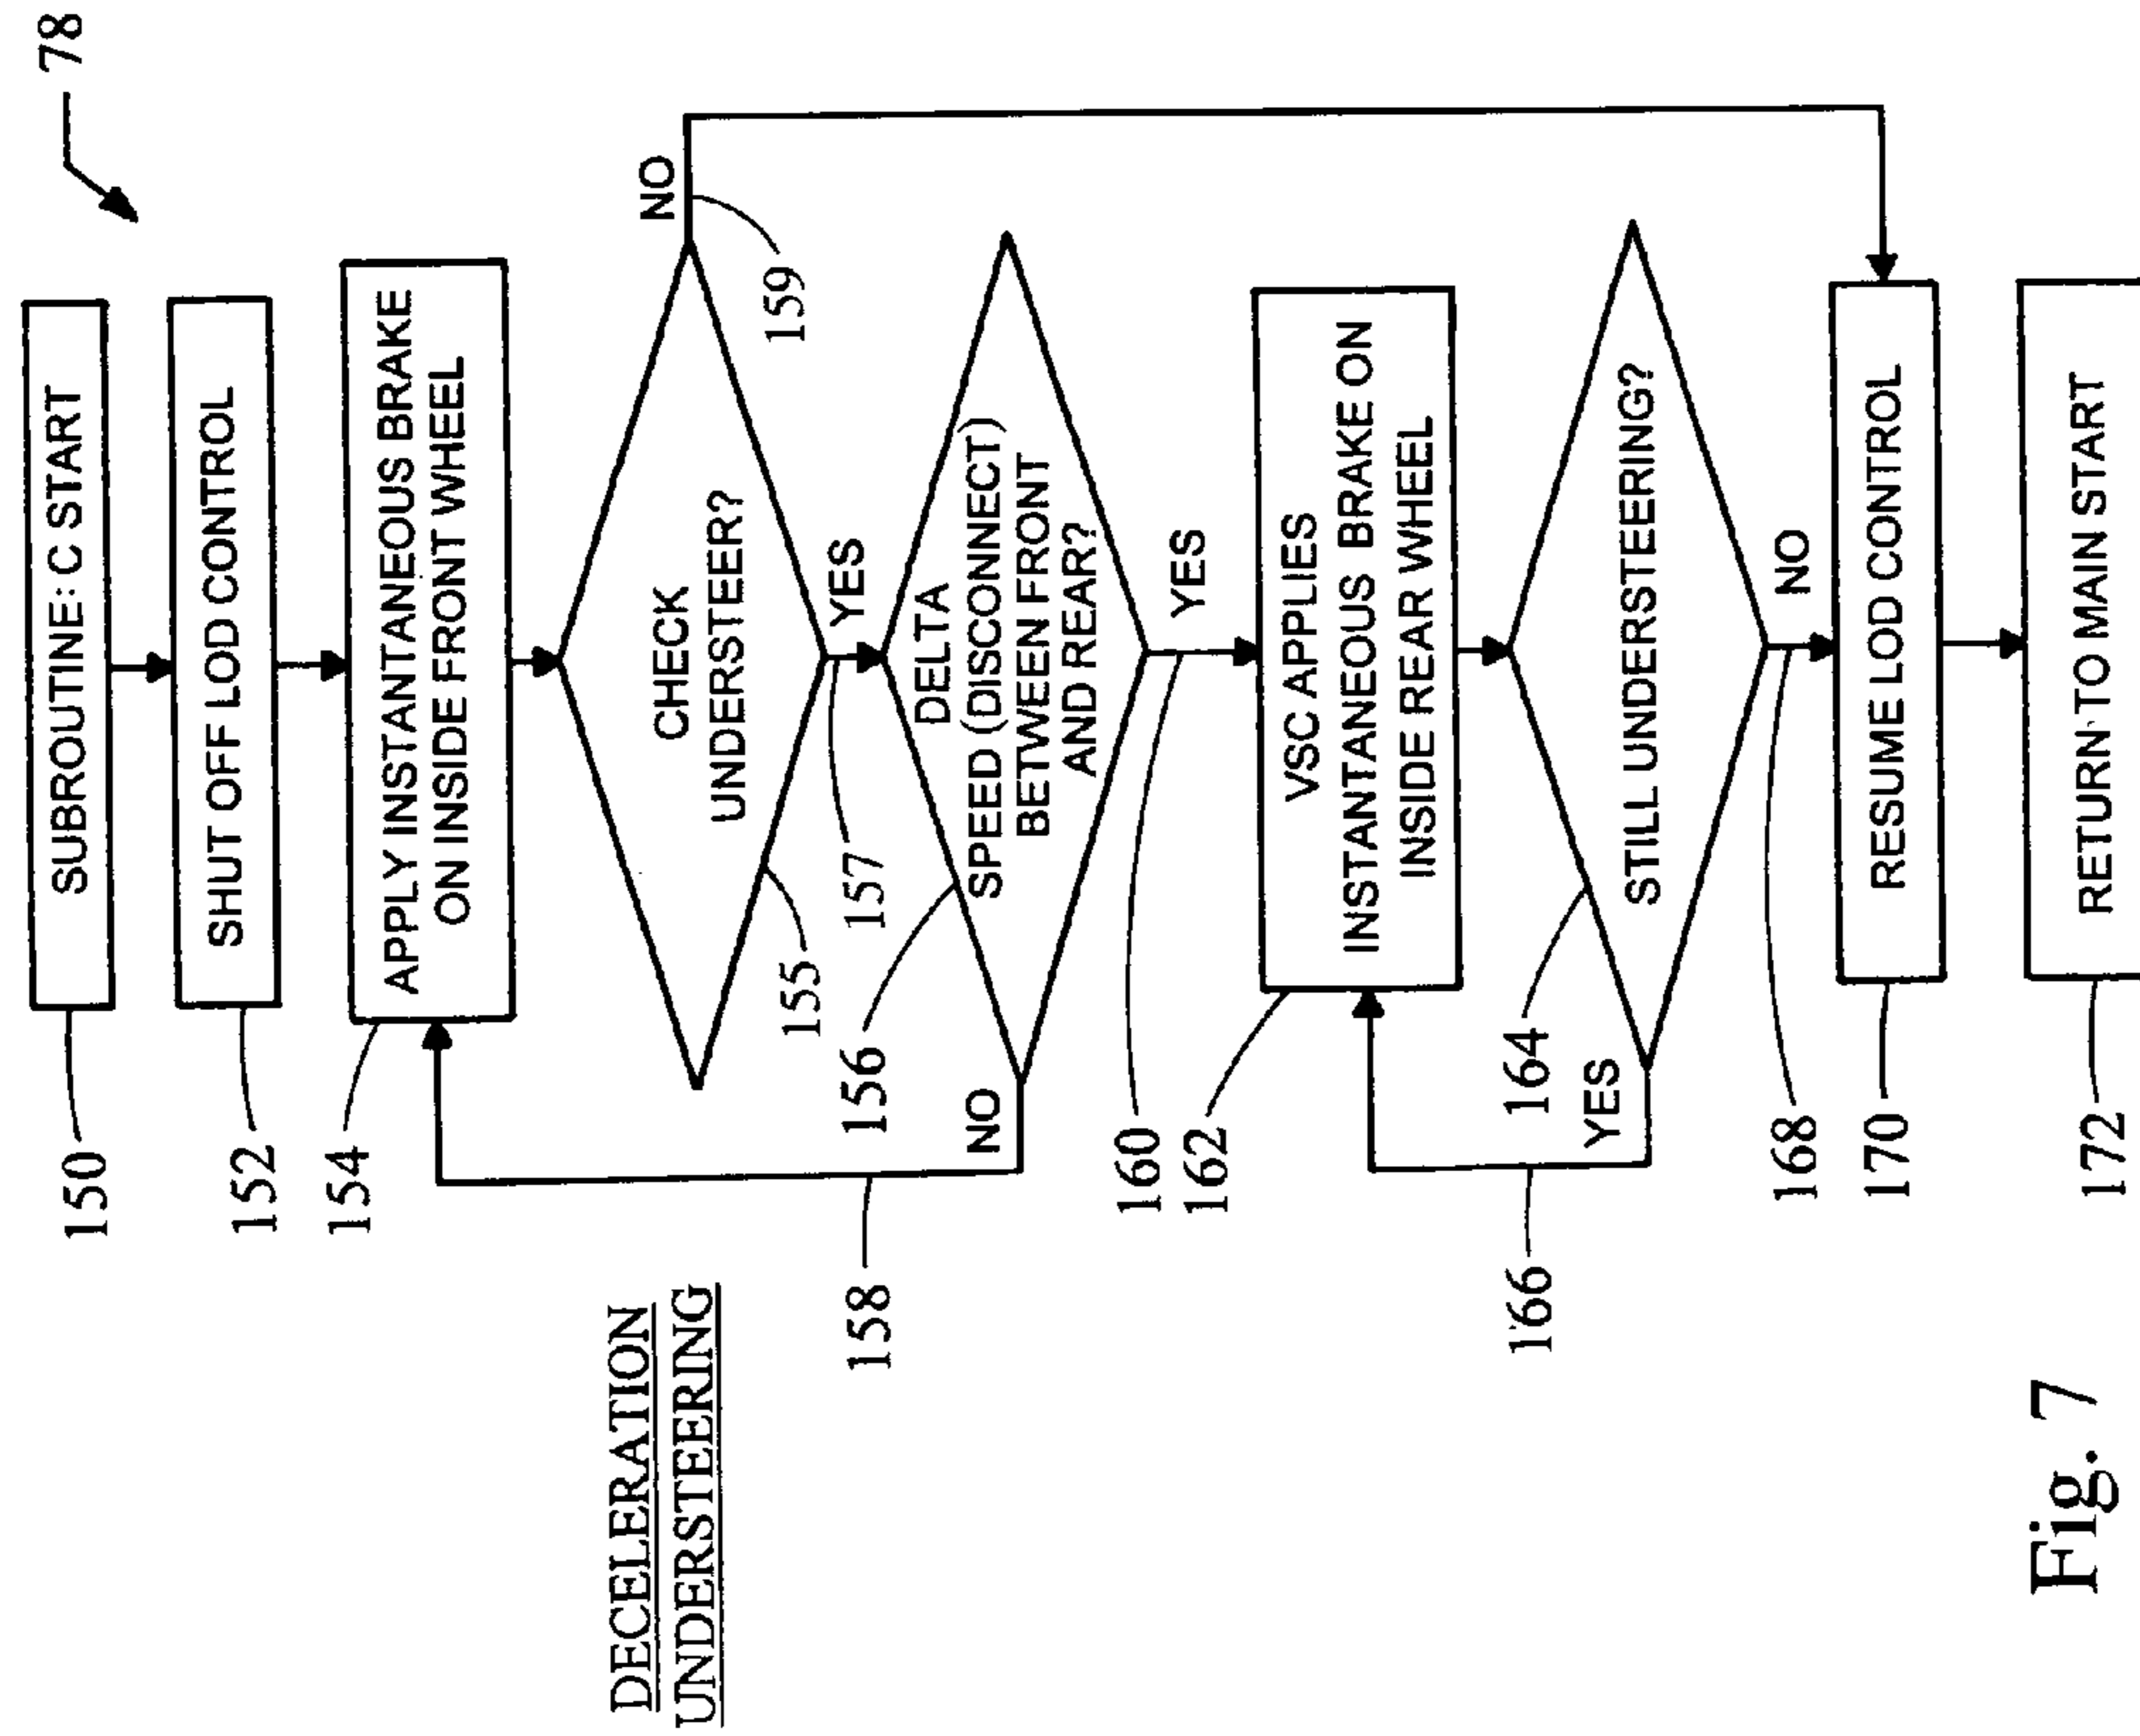 78
150
SUBROUTINE: C START
152
SHUT OFF LOD CONTROL
154
APPLY INSTANTANEOUS BRAKE
ON INSIDE FRONT WHEEL
DECELERATION
UNDERSTEERING
CHECK
UNDERSTEER?
NO
159
155
157
YES
158
156
DELTA
SPEED (DISCONNECT)
BETWEEN FRONT
AND REAR?
NO
160
YES
162
VSC APPLIES
INSTANTANEOUS BRAKE ON
INSIDE REAR WHEEL
164
STILL UNDERSTEERING?
166
YES
168
NO
170
RESUME LOD CONTROL
172
RETURN TO MAIN START
Fig. 7